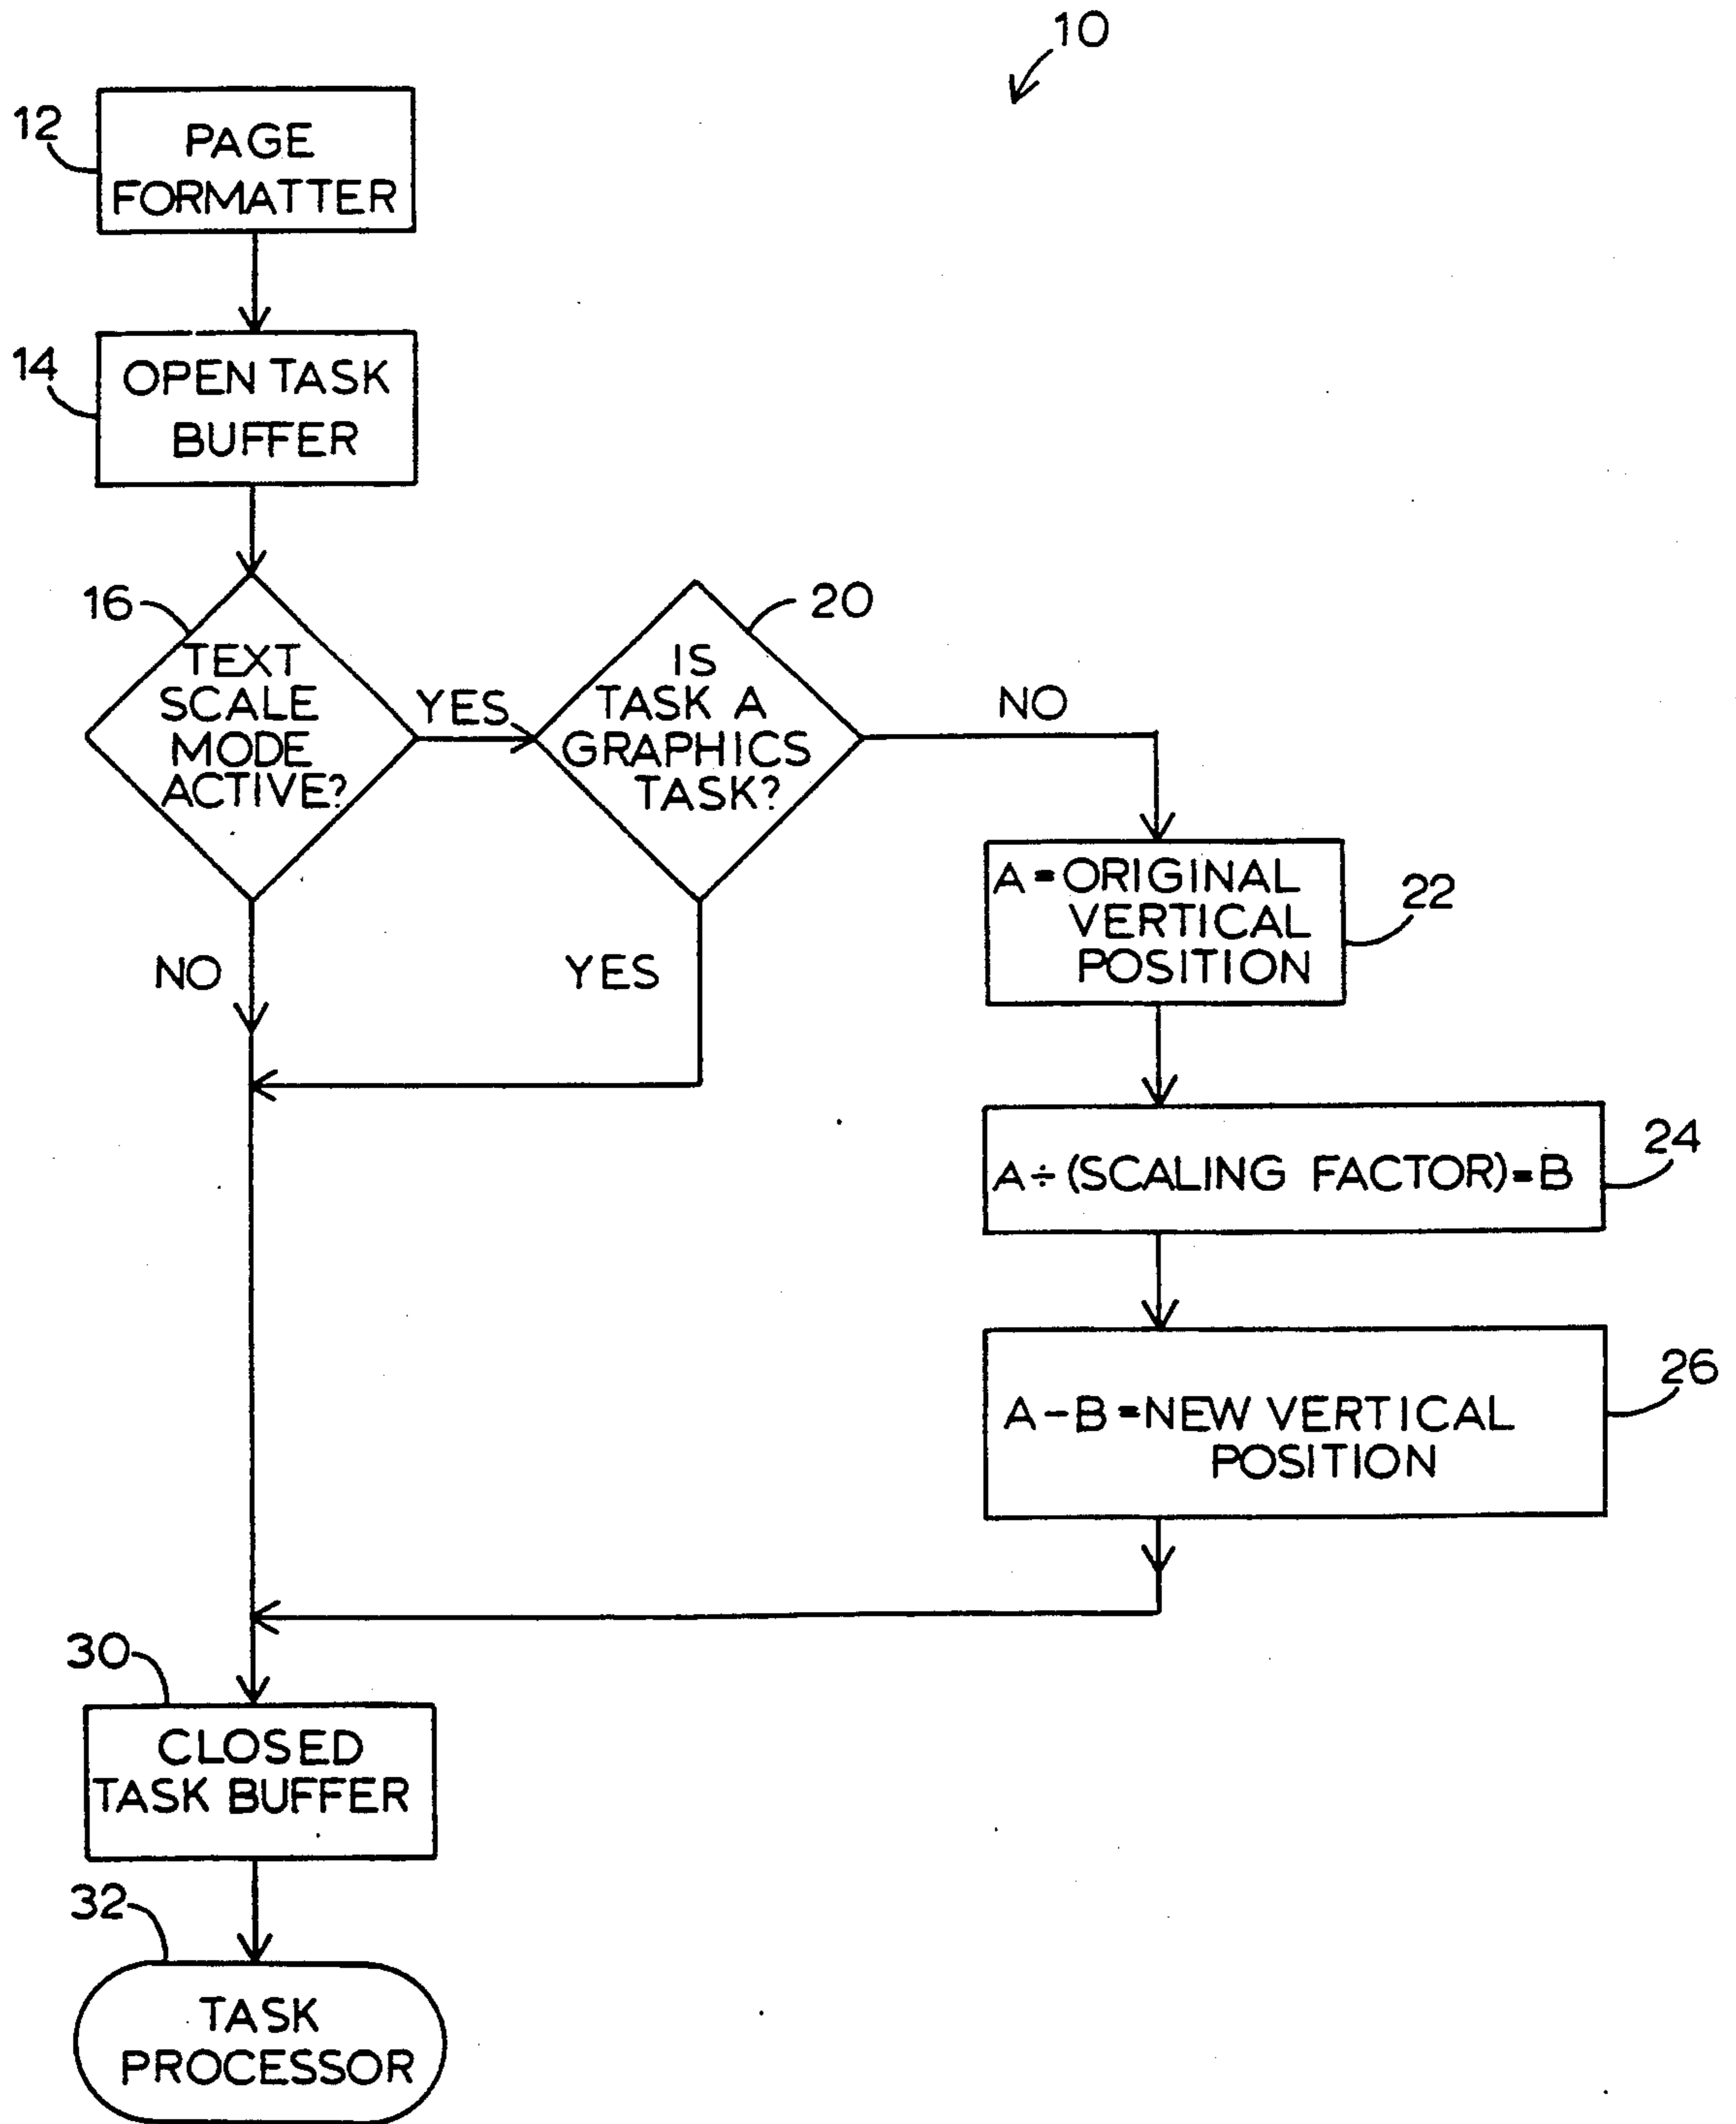 10
12
PAGE
FORMATTER
14
OPEN TASK
BUFFER
16
TEXT
SCALE
MODE
ACTIVE?
YES
NO
20
IS
TASK A
GRAPHICS
TASK?
NO
YES
22
A=ORIGINAL
VERTICAL
POSITION
24
A÷(SCALING FACTOR)=B
26
A-B=NEW VERTICAL
POSITION
30
CLOSED
TASK BUFFER
32
TASK
PROCESSOR